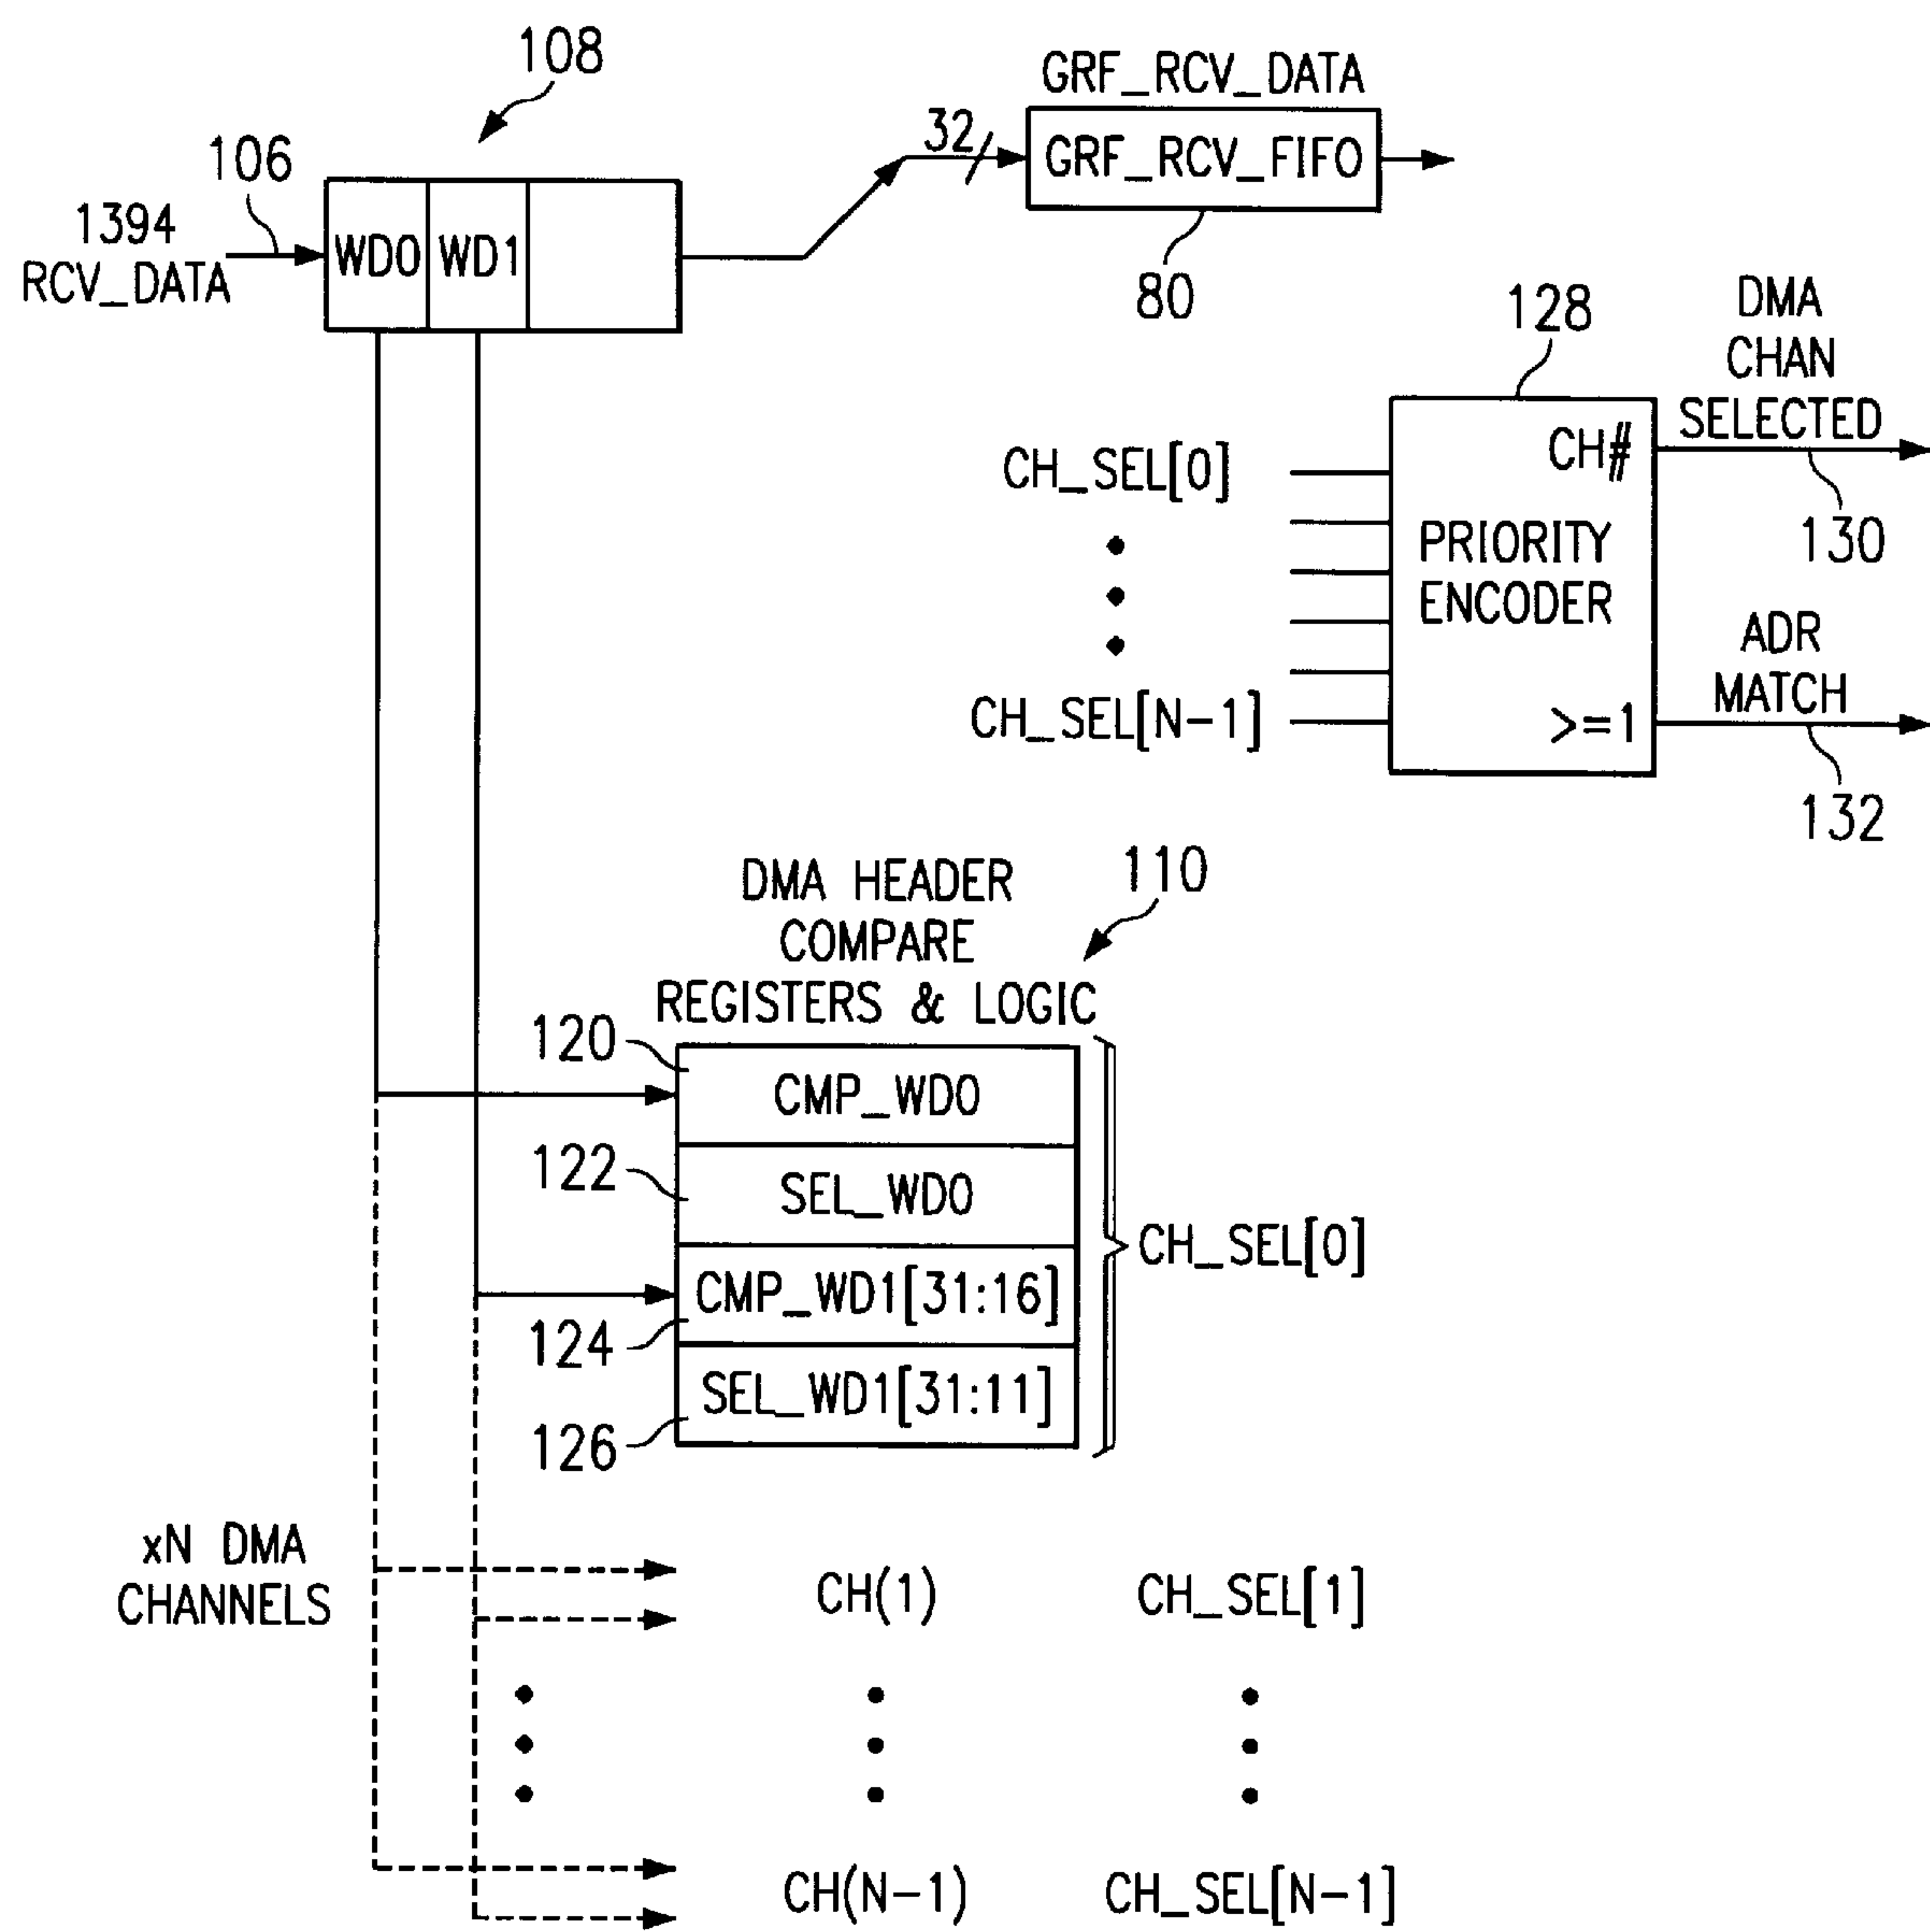 108
GRF_RCV_DATA
32
GRF_RCV_FIFO
106
1394
RCV_DATA
WD0
WD1
80
128
DMA
CHAN
SELECTED
CH_SEL[0]
CH#
130
PRIORITY
ENCODER
ADR
MATCH
CH_SEL[N-1]
>=1
132
DMA HEADER
COMPARE
REGISTERS & LOGIC
110
120
CMP_WD0
122
SEL_WD0
CH_SEL[0]
CMP_WD1[31:16]
124
SEL_WD1[31:11]
126
xN DMA
CHANNELS
CH(1)
CH_SEL[1]
CH(N-1)
CH_SEL[N-1]